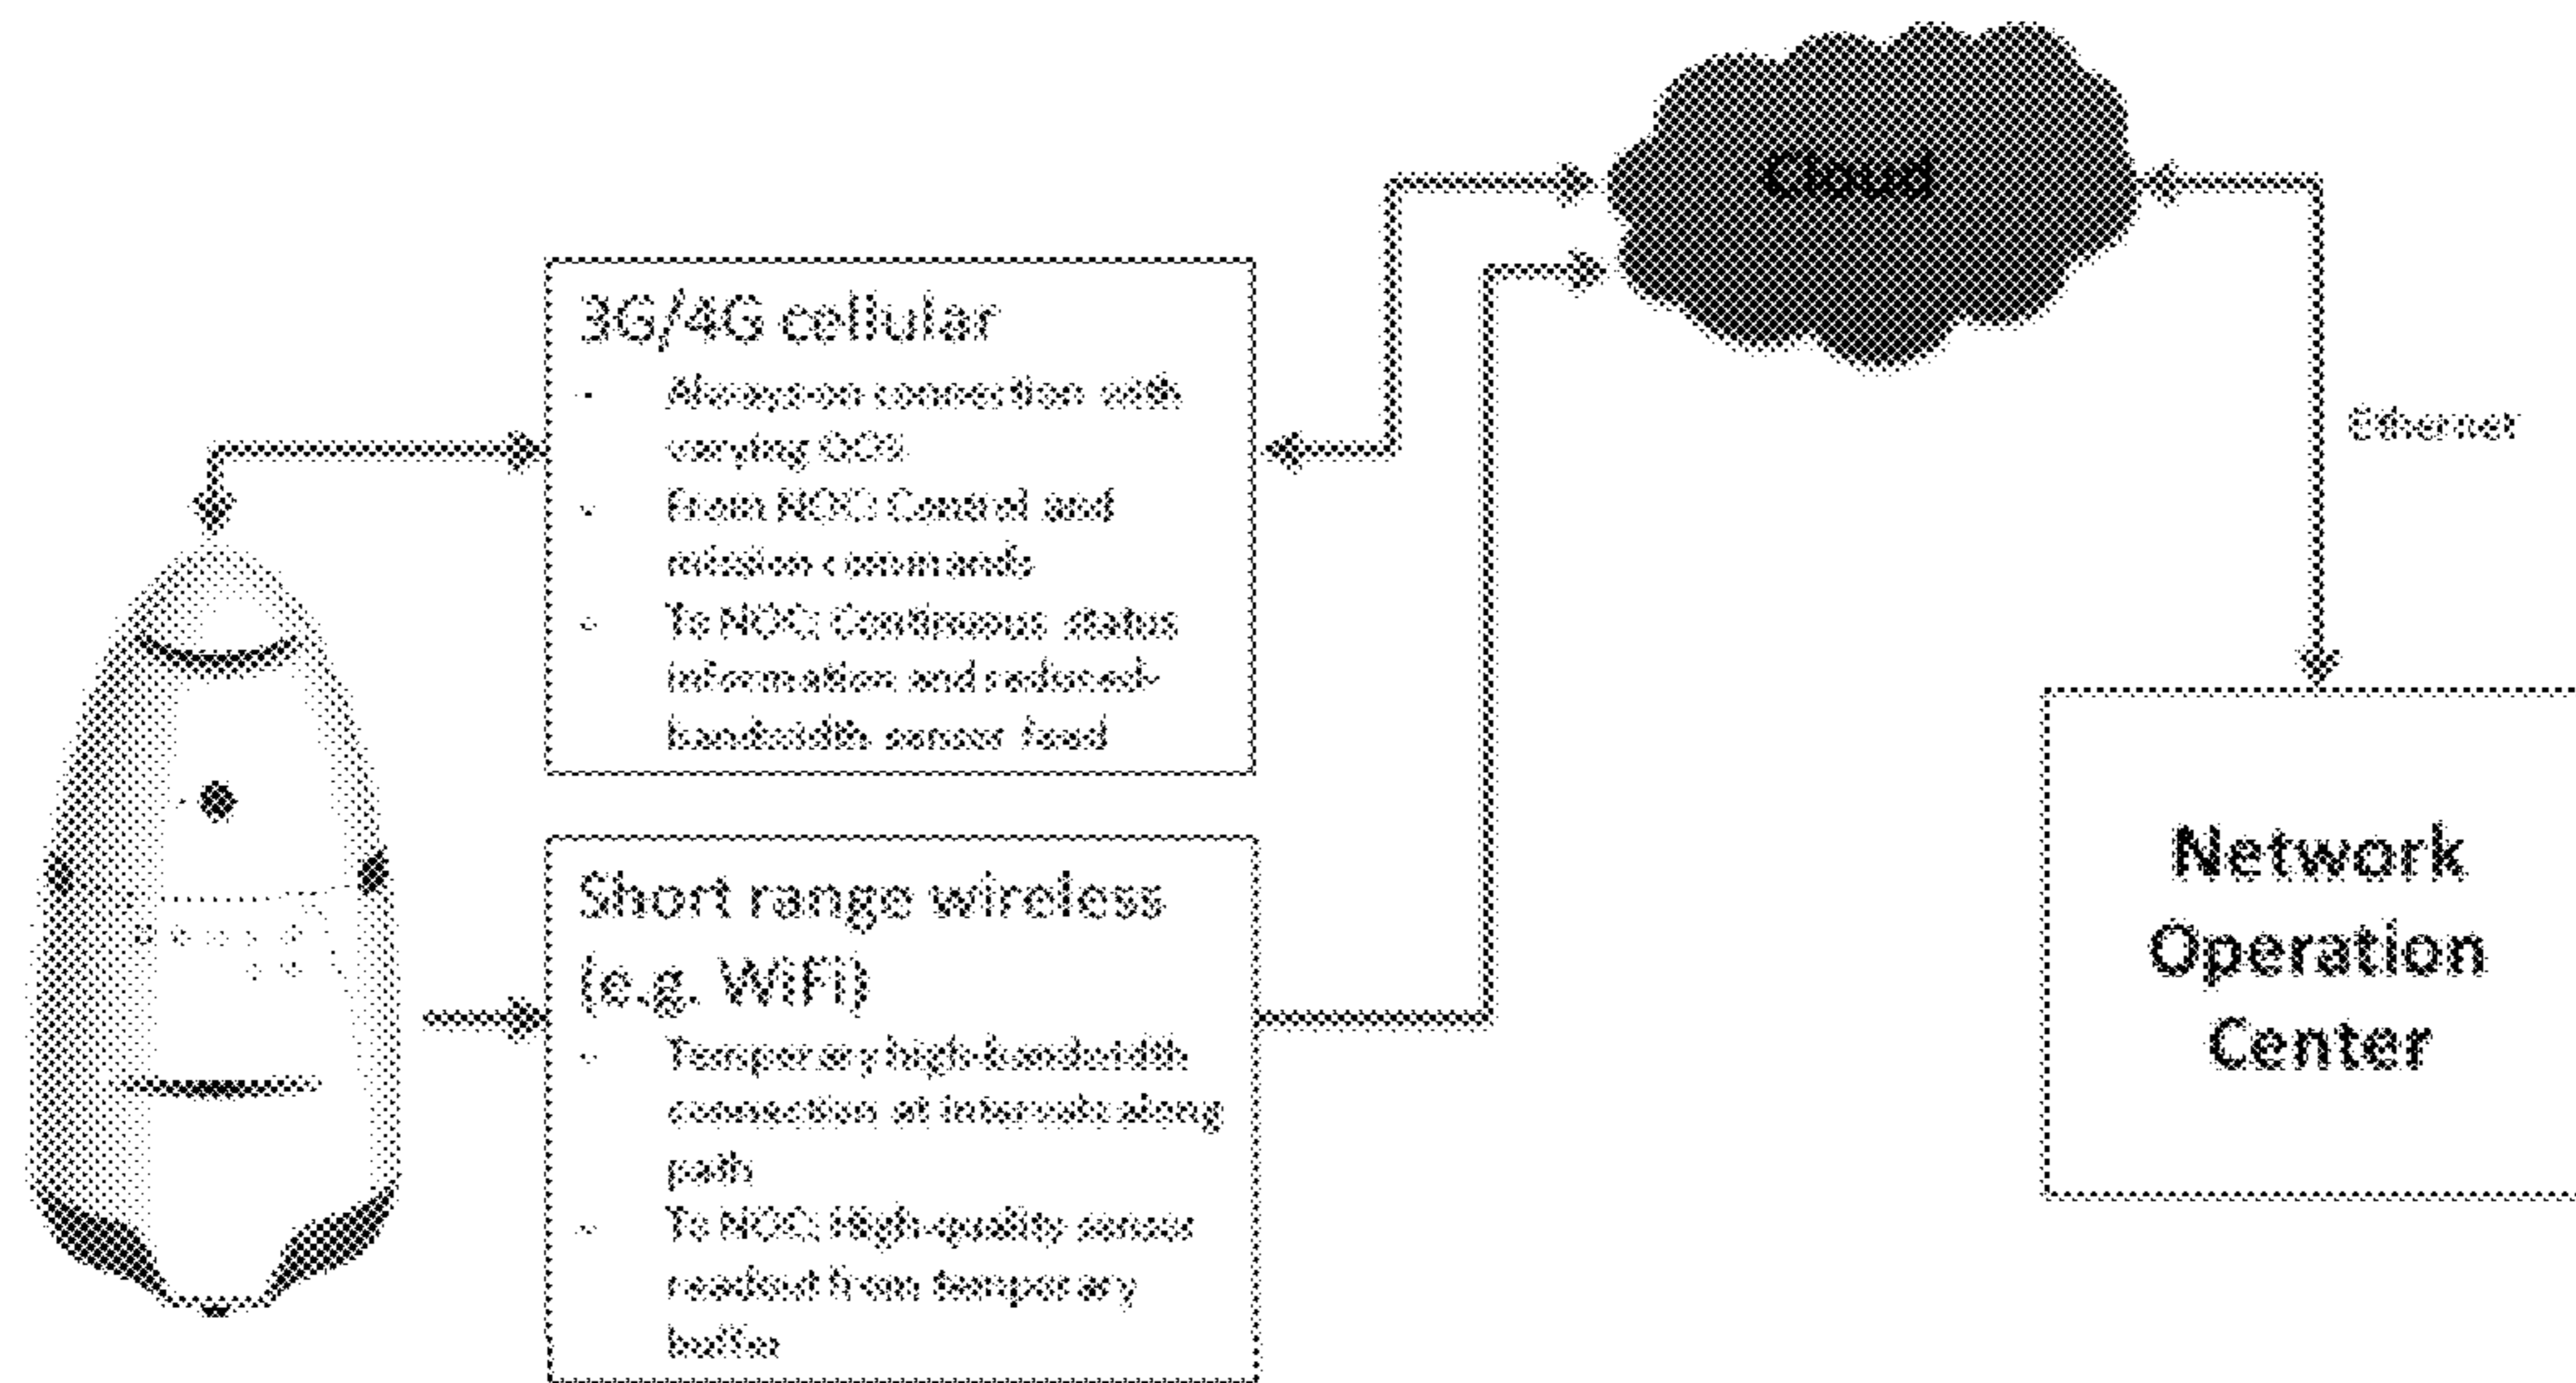 Cloud
3G/4G cellular
- Always-on connection with
varying QOS
- From NOC: Control and
mission commands
- To NOC: Continuous status
information and reduced-
bandwidth sensor feed
Ethernet
Short range wireless
(e.g. WiFi)
- Temporary high-bandwidth
connection at intervals along
path
- To NOC: High-quality sensor
readout from temporary
buffer
Network
Operation
Center